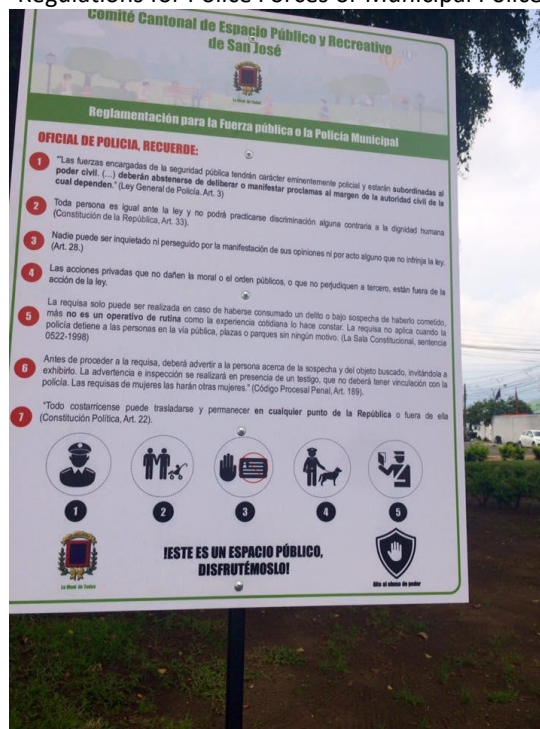 Regulations for Police Forces or Municipal Police
Comité Cantonal de Espacio Público y Recreativo
de San José
Reglamentación para la Fuerza pública o la Policía Municipal
OFICIAL DE POLICIA, RECUERDE:
1 "Las fuerzas encargadas de la seguridad pública tendrán carácter eminentemente policial y estarán subordinadas al
poder civil. (...) deberán abstenerse de deliberar o manifestar proclamas al margen de la autoridad civil de la
cual dependen." (Ley General de Policía. Art. 3)
2 Toda persona es igual ante la ley y no podrá practicarse discriminación alguna contraria a la dignidad humana
(Constitución de la República, Art. 33).
3 Nadie puede ser inquietado ni perseguido por la manifestación de sus opiniones ni por acto alguno que no infrinja la ley.
(Art. 28.)
4 Las acciones privadas que no dañen la moral o el orden públicos, o que no perjudiquen a tercero, están fuera de la
acción de la ley.
5 La requisa solo puede ser realizada en caso de haberse consumado un delito o bajo sospecha de haberlo cometido,
más no es un operativo de rutina como la experiencia cotidiana lo hace constar. La requisa no aplica cuando la
policía detiene a las personas en la vía pública, plazas o parques sin ningún motivo. (La Sala Constitucional, sentencia
0522-1998)
6 Antes de proceder a la requisa, deberá advertir a la persona acerca de la sospecha y del objeto buscado, invitándola a
exhibirlo. La advertencia e inspección se realizará en presencia de un testigo, que no deberá tener vinculación con la
policía. Las requisas de mujeres las harán otras mujeres." (Código Procesal Penal, Art. 189).
7 "Todo costarricense puede trasladarse y permanecer en cualquier punto de la República o fuera de ella
(Constitución Política, Art. 22).
1 2 3 4 5
!ESTE ES UN ESPACIO PÚBLICO,
DISFRUTÉMOSLO!
Alto al abuso de poder